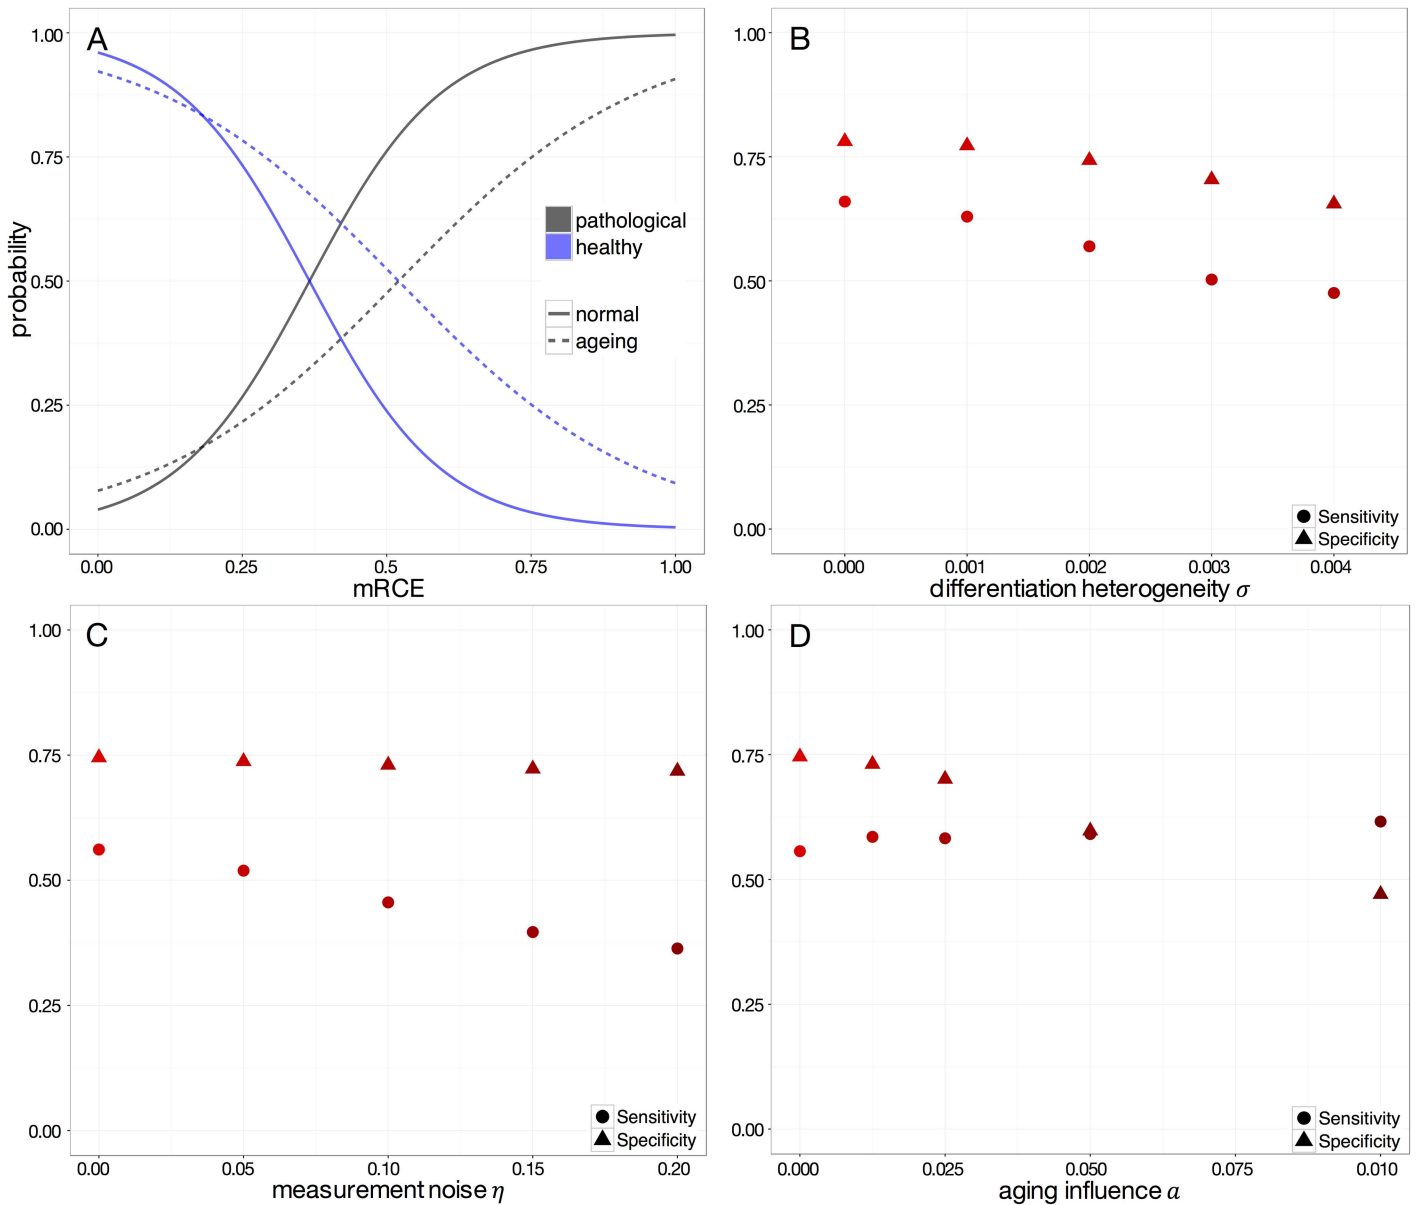 A
1.00
0.75
0.50
0.25
0.00
probability
pathological
healthy
normal
ageing
0.00 0.25 0.5 0.75 1.00
mRCE
B
1.00
0.75
0.50
0.25
0.00
Sensitivity
Specificity
0.000 0.001 0.002 0.003 0.004
differentiation heterogeneity σ
C
1.00
0.75
0.50
0.25
0.00
Sensitivity
Specificity
0.00 0.05 0.10 0.15 0.20
measurement noise η
D
1.00
0.75
0.50
0.25
0.00
Sensitivity
Specificity
0.000 0.025 0.050 0.075 0.010
aging influence a